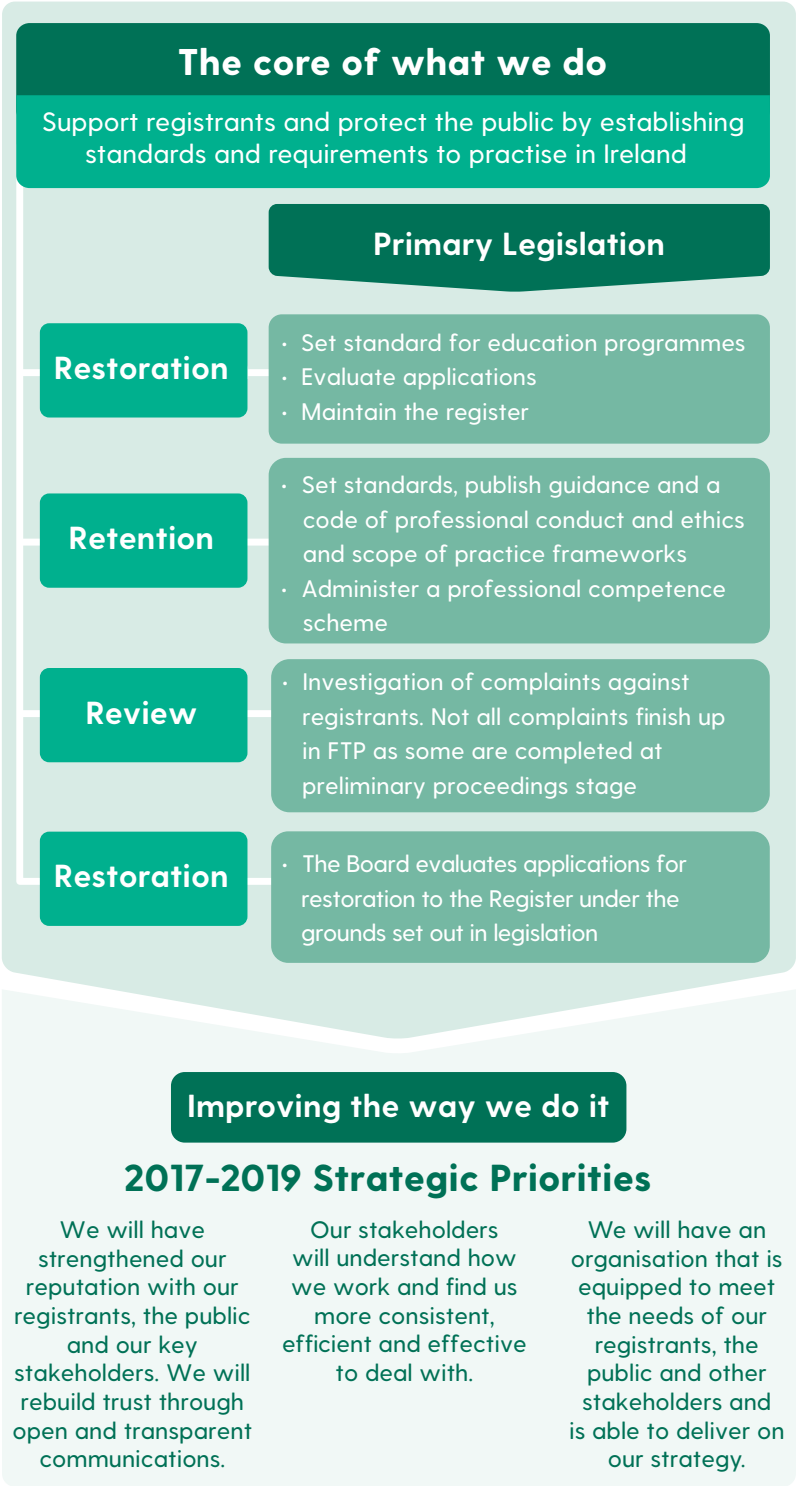 The core of what we do
Support registrants and protect the public by establishing
standards and requirements to practise in Ireland
Primary Legislation
Restoration
· Set standard for education programmes
· Evaluate applications
· Maintain the register
Retention
· Set standards, publish guidance and a
code of professional conduct and ethics
and scope of practice frameworks
· Administer a professional competence
scheme
Review
· Investigation of complaints against
registrants. Not all complaints finish up
in FTP as some are completed at
preliminary proceedings stage
Restoration
· The Board evaluates applications for
restoration to the Register under the
grounds set out in legislation
Improving the way we do it
2017-2019 Strategic Priorities
We will have
strengthened our
reputation with our
registrants, the public
and our key
stakeholders. We will
rebuild trust through
open and transparent
communications.
Our stakeholders
will understand how
we work and find us
more consistent,
efficient and effective
to deal with.
We will have an
organisation that is
equipped to meet
the needs of our
registrants, the
public and other
stakeholders and
is able to deliver on
our strategy.